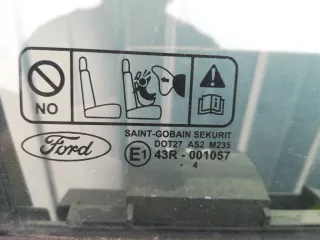 NO
Ford
SAINT-GOBAIN SEKURIT
DOT27 AS2 M235
E1 43R - 001057
4